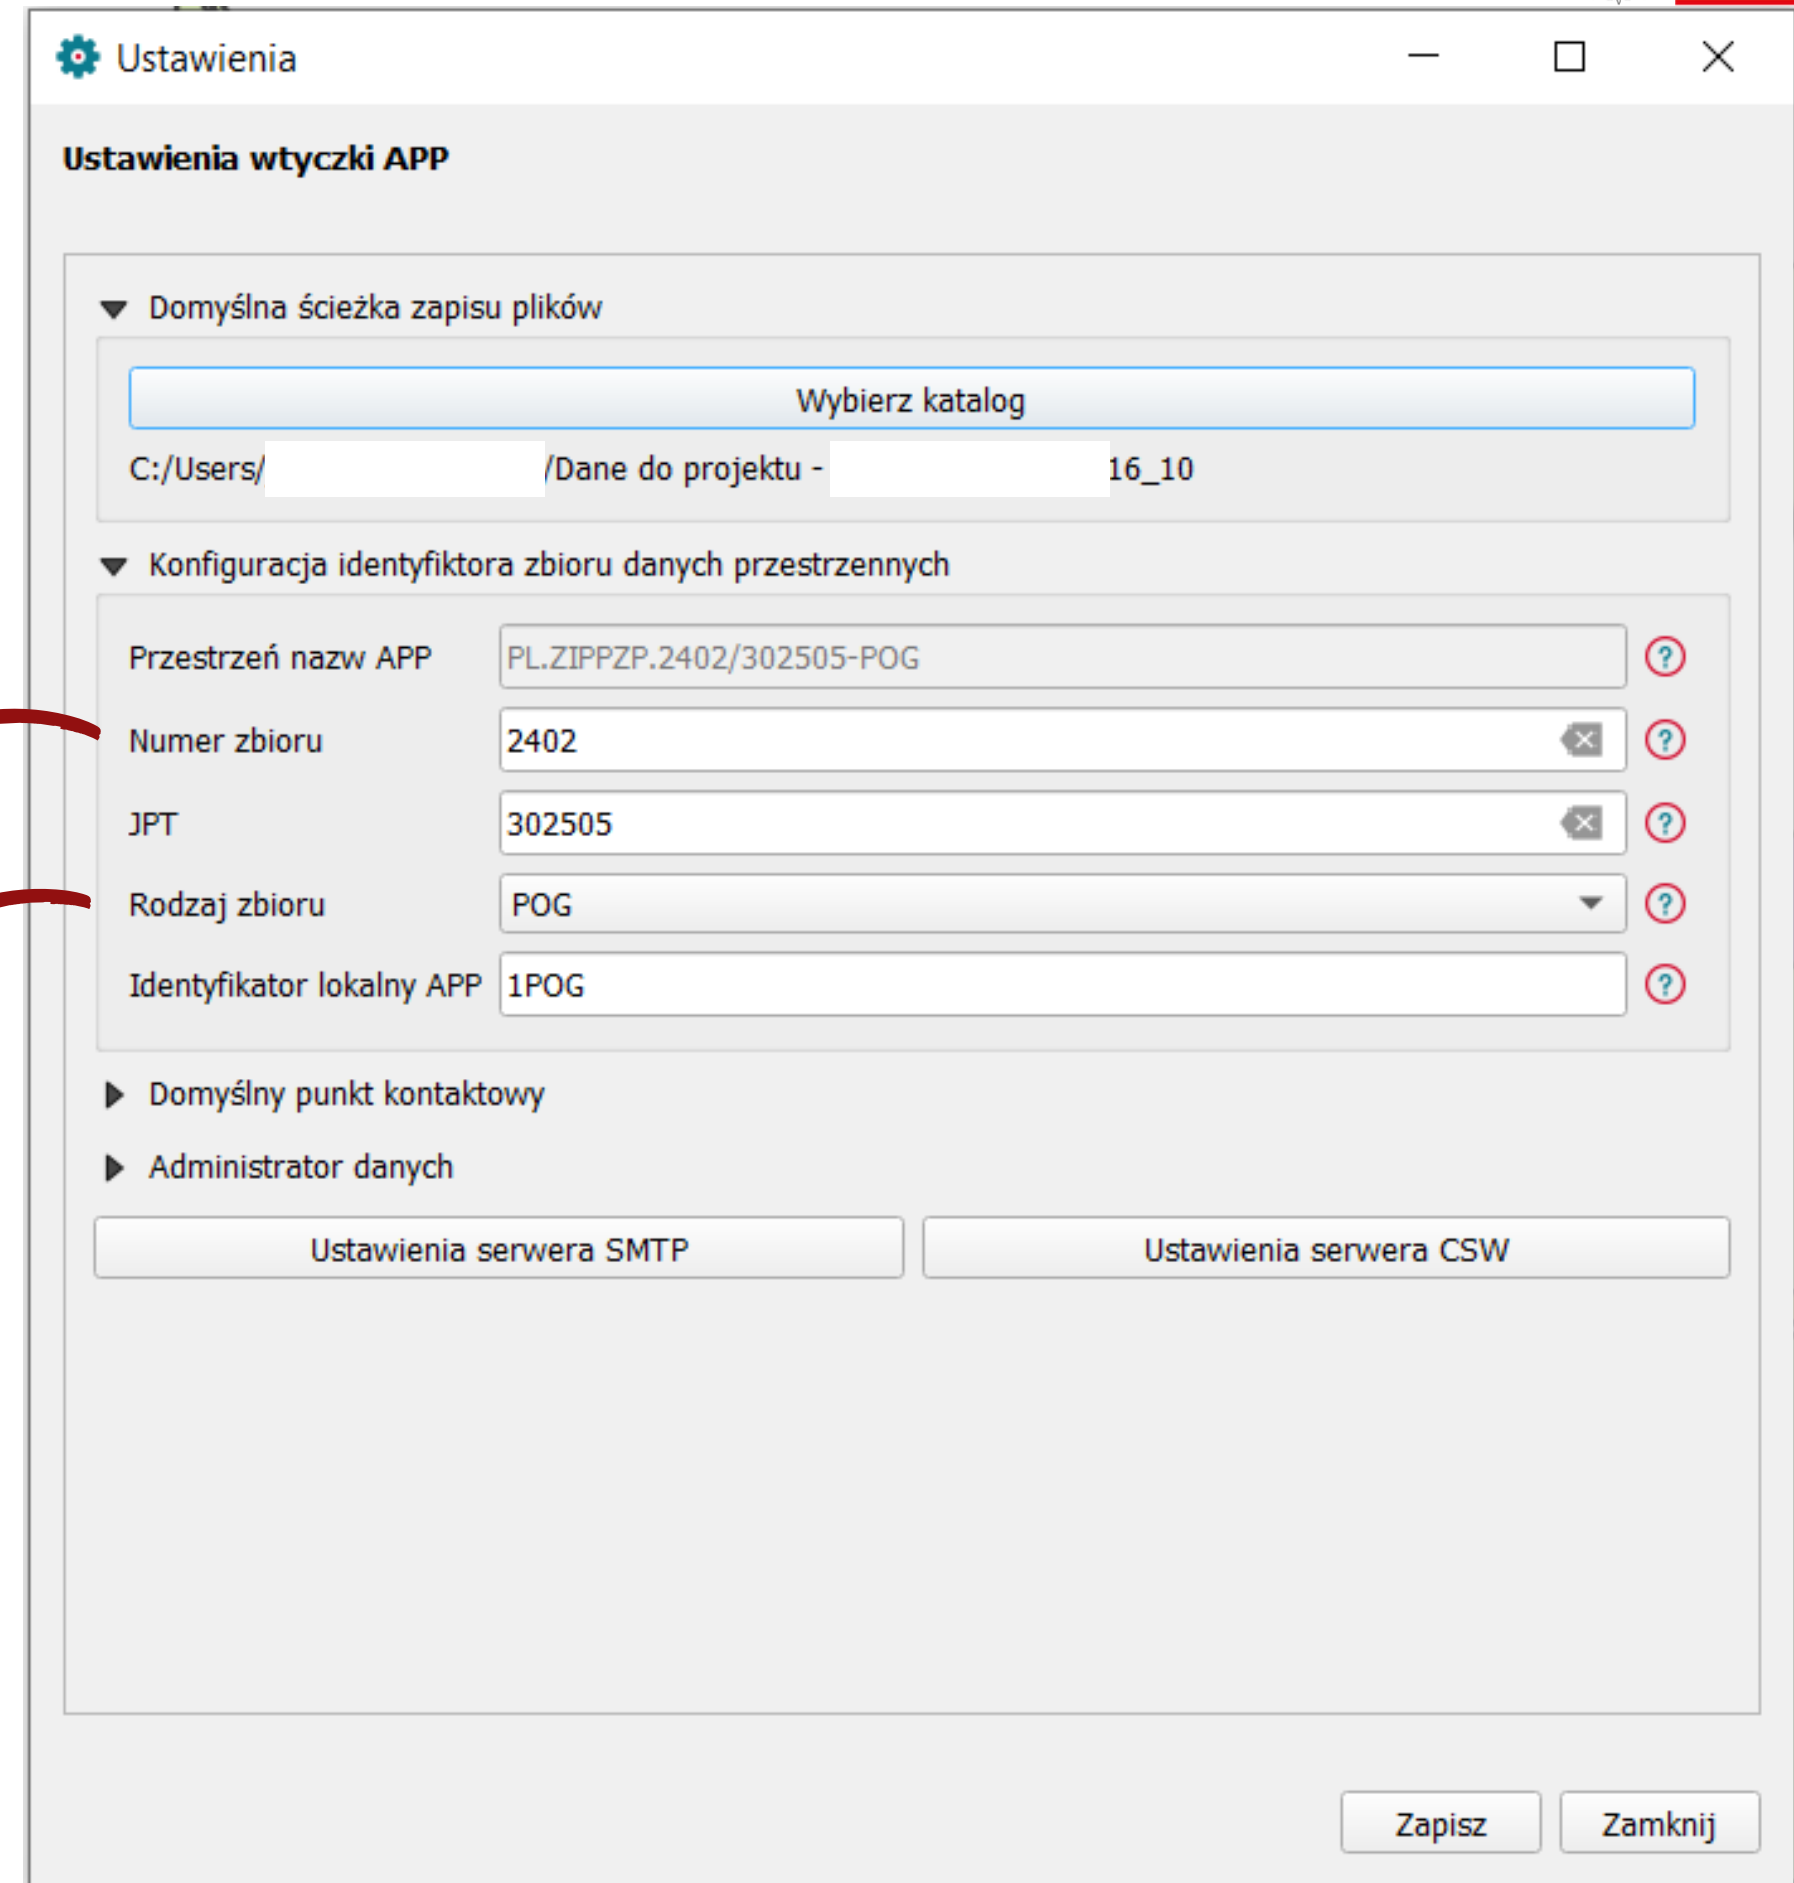 Ustawienia
Ustawienia wtyczki APP
Domyślna ścieżka zapisu plików
Wybierz katalog
C:/Users/ /Dane do projektu - 16_10
Konfiguracja identyfiktora zbioru danych przestrzennych
Przestrzeń nazw APP PL.ZIPPZP.2402/302505-POG ?
Numer zbioru 2402 ?
JPT 302505 ?
Rodzaj zbioru POG ?
Identyfikator lokalny APP 1POG ?
Domyślny punkt kontaktowy
Administrator danych
Ustawienia serwera SMTP Ustawienia serwera CSW
Zapisz Zamknij